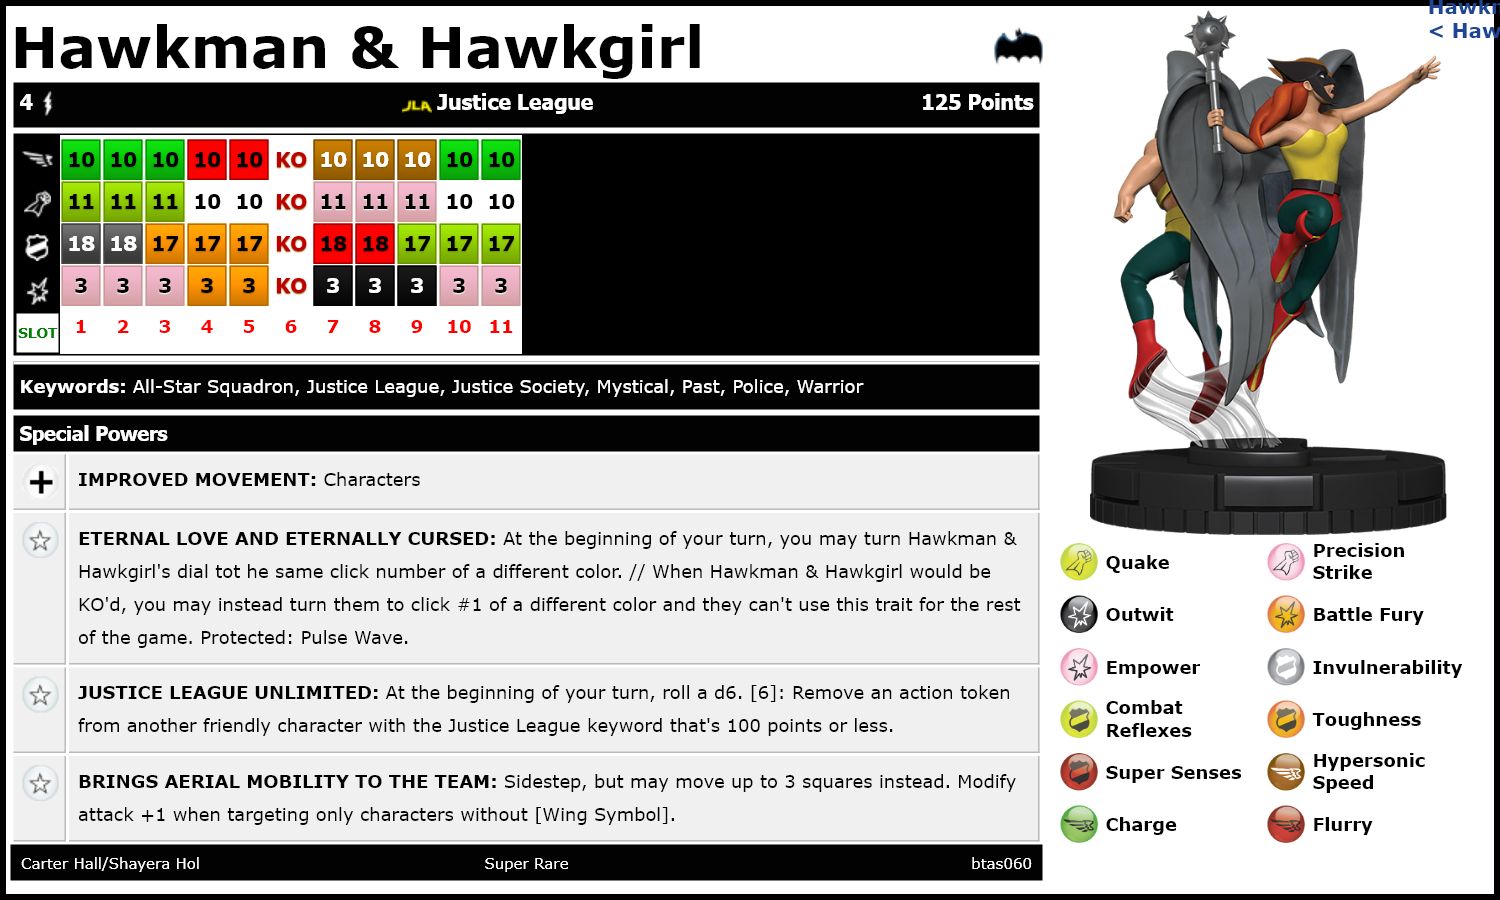 Hawkman & Hawkgirl
Hawkr
< Haw
4 JLA Justice League 125 Points
10 10 10 10 10 KO 10 10 10 10 10
11 11 11 10 10 KO 11 11 11 10 10
18 18 17 17 17 KO 18 18 17 17 17
3 3 3 3 3 KO 3 3 3 3 3
SLOT 1 2 3 4 5 6 7 8 9 10 11
Keywords: All-Star Squadron, Justice League, Justice Society, Mystical, Past, Police, Warrior
Special Powers
IMPROVED MOVEMENT: Characters
ETERNAL LOVE AND ETERNALLY CURSED: At the beginning of your turn, you may turn Hawkman &
Hawkgirl's dial tot he same click number of a different color. // When Hawkman & Hawkgirl would be
KO'd, you may instead turn them to click #1 of a different color and they can't use this trait for the rest
of the game. Protected: Pulse Wave.
JUSTICE LEAGUE UNLIMITED: At the beginning of your turn, roll a d6. [6]: Remove an action token
from another friendly character with the Justice League keyword that's 100 points or less.
BRINGS AERIAL MOBILITY TO THE TEAM: Sidestep, but may move up to 3 squares instead. Modify
attack +1 when targeting only characters without [Wing Symbol].
Carter Hall/Shayera Hol Super Rare btas060
Quake
Precision
Strike
Outwit
Battle Fury
Empower
Invulnerability
Combat
Reflexes
Toughness
Super Senses
Hypersonic
Speed
Charge
Flurry